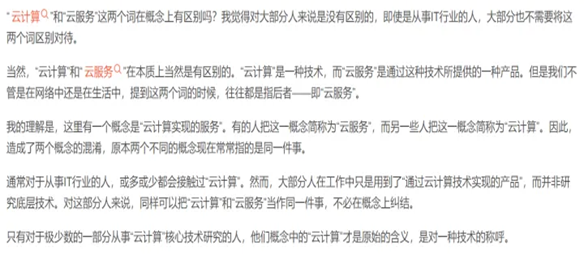 “云计算”和“云服务”这两个词在概念上有区别吗？我觉得对大部分人来说是没有区别的，即使是从事IT行业的人，大部分也不需要将这
两个词区别对待。
当然，“云计算”和“云服务”在本质上当然是有区别的。“云计算”是一种技术，而“云服务”是通过这种技术所提供的一种产品。但是我们不
管是在网络中还是在生活中，提到这两个词的时候，往往都是指后者——即“云服务”。
我的理解是，这里有一个概念是“云计算实现的服务”。有的人把这一概念简称为“云服务”，而另一些人把这一概念简称为“云计算”。因此，
造成了两个概念的混淆，原本两个不同的概念现在常常指的是同一件事。
通常对于从事IT行业的人，或多或少都会接触过“云计算”。然而，大部分人在工作中只是用到了“通过云计算技术实现的产品”，而并非研
究底层技术。对这部分人来说，同样可以把“云计算”和“云服务”当作同一件事，不必在概念上纠结。
只有对于极少数的一部分从事“云计算”核心技术研究的人，他们概念中的“云计算”才是原始的含义，是对一种技术的称呼。